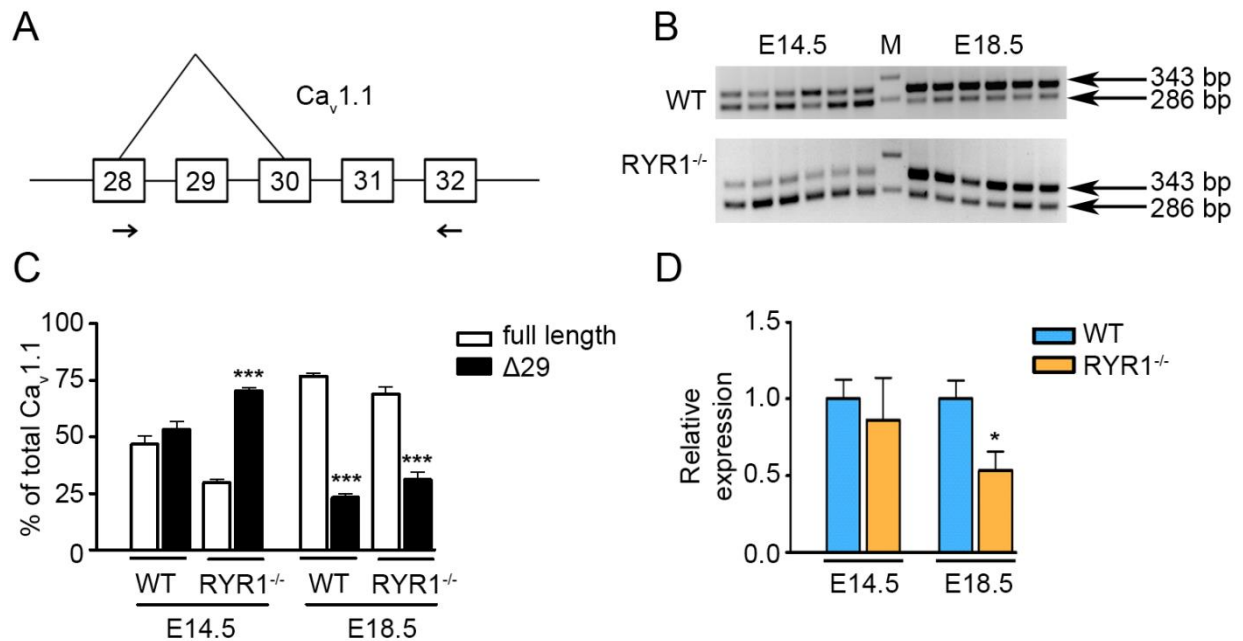 A
Caᵥ1.1
28 29 30 31 32
B
E14.5 M E18.5
WT
343 bp
286 bp
RYR1⁻/⁻
343 bp
286 bp
C
% of total Caᵥ1.1
100
75
50
25
0
full length
Δ29
***
*** ***
WT RYR1⁻/⁻ WT RYR1⁻/⁻
E14.5 E18.5
D
Relative
expression
1.5
1.0
0.5
0.0
WT
RYR1⁻/⁻
*
E14.5 E18.5